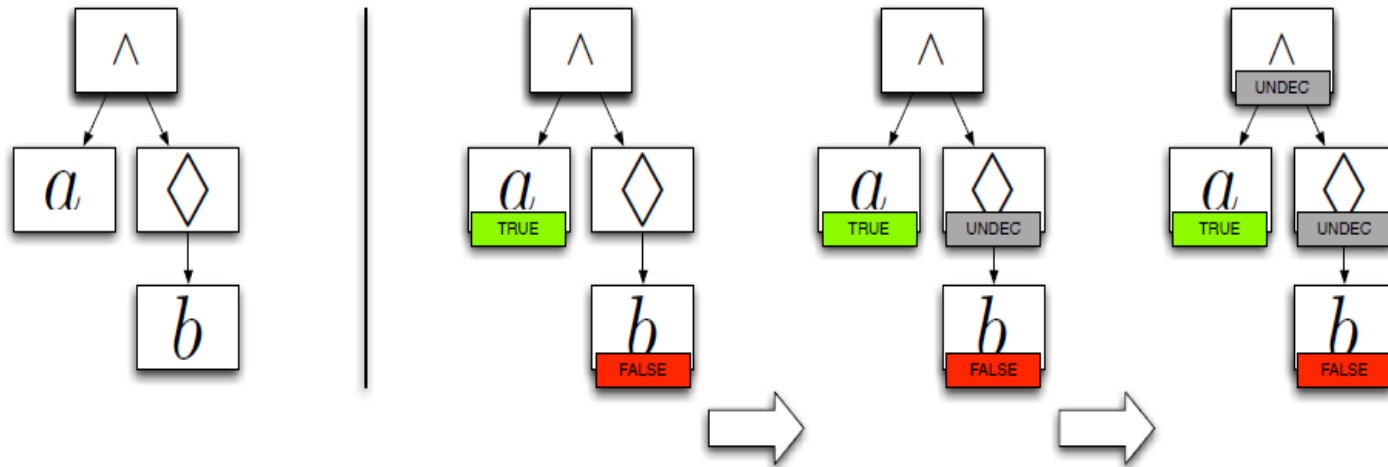 ∧ ∧ ∧ ∧
UNDEC
a ◊ a ◊ a ◊ a ◊
TRUE TRUE UNDEC TRUE UNDEC
b b b b
FALSE FALSE FALSE